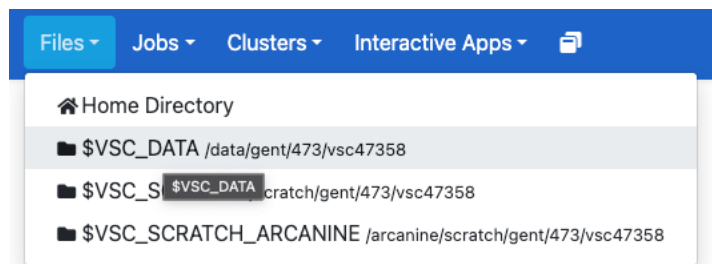 Files Jobs Clusters Interactive Apps
Home Directory
$VSC_DATA /data/gent/473/vsc47358
$VSC_DATA
$VSC_S cratch/gent/473/vsc47358
$VSC_SCRATCH_ARCANINE /arcanine/scratch/gent/473/vsc47358